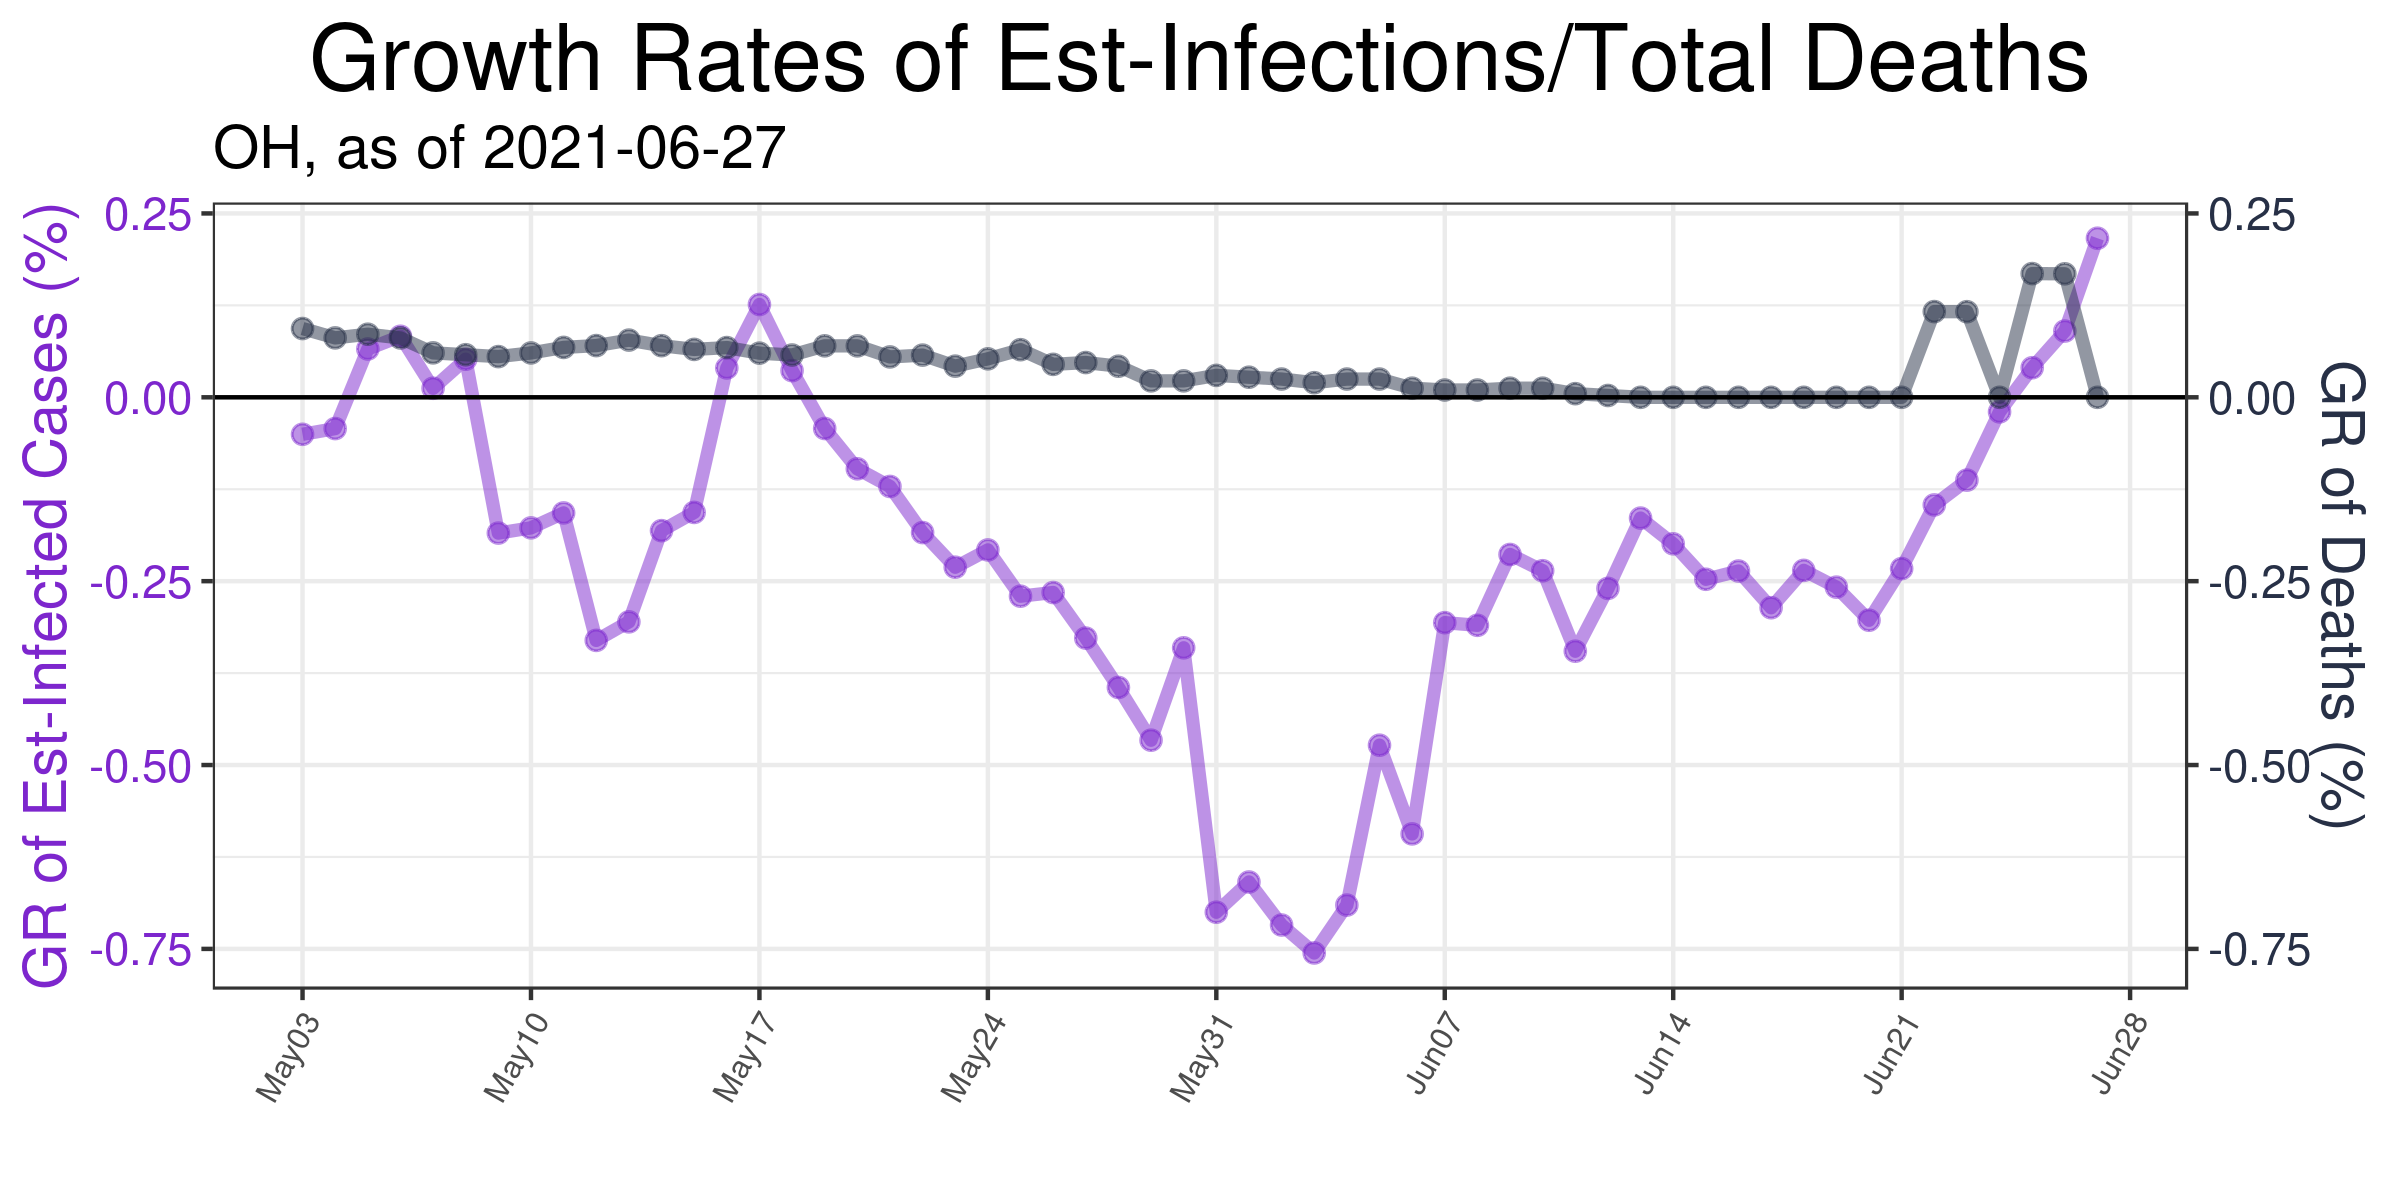 Growth Rates of Est-Infections/Total Deaths
OH, as of 2021-06-27
GR of Est-Infected Cases (%)
0.25
0.00
-0.25
-0.50
-0.75
0.25
0.00
-0.25
-0.50
-0.75
GR of Deaths (%)
May03
May10
May17
May24
May31
Jun07
Jun14
Jun21
Jun28